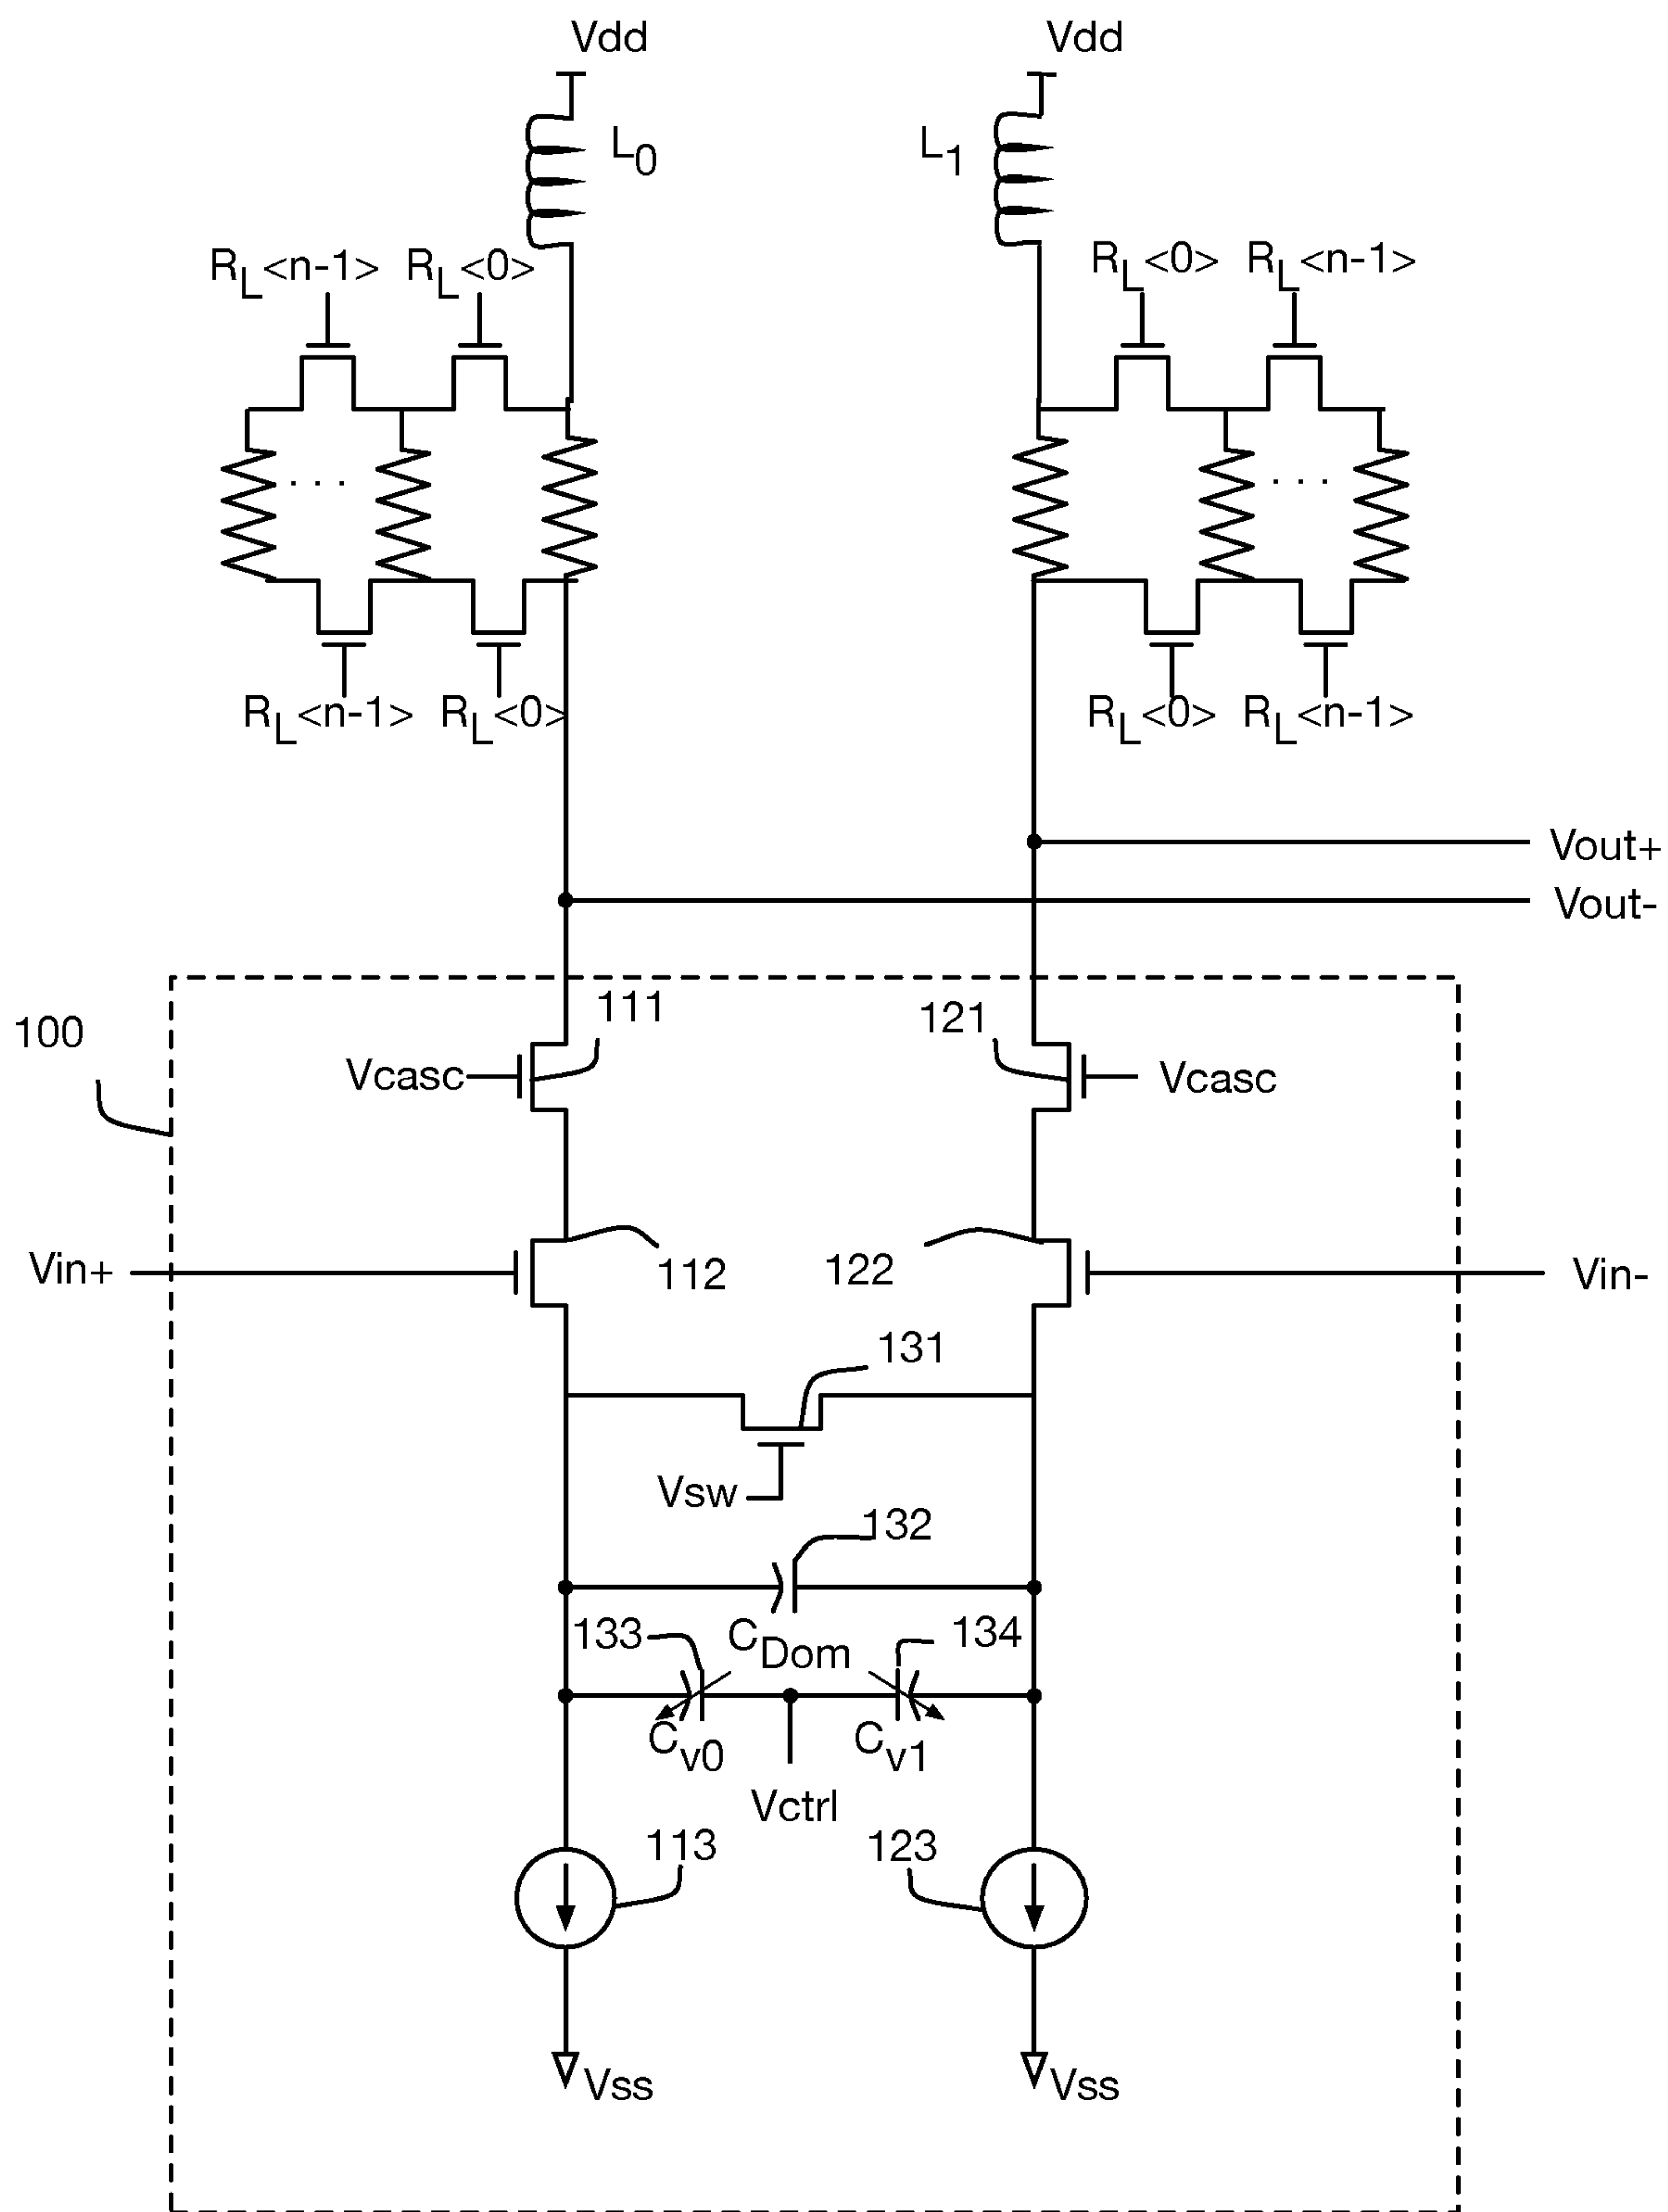 Vdd Vdd
L0 L1
RL<n-1> RL<0> RL<0> RL<n-1>
. . . . . .
RL<n-1> RL<0> RL<0> RL<n-1>
Vout+
Vout-
100 111 121
Vcasc Vcasc
Vin+ 112 122 Vin-
131
Vsw
132
133 CDom 134
Cv0 Cv1
Vctrl
113 123
Vss Vss